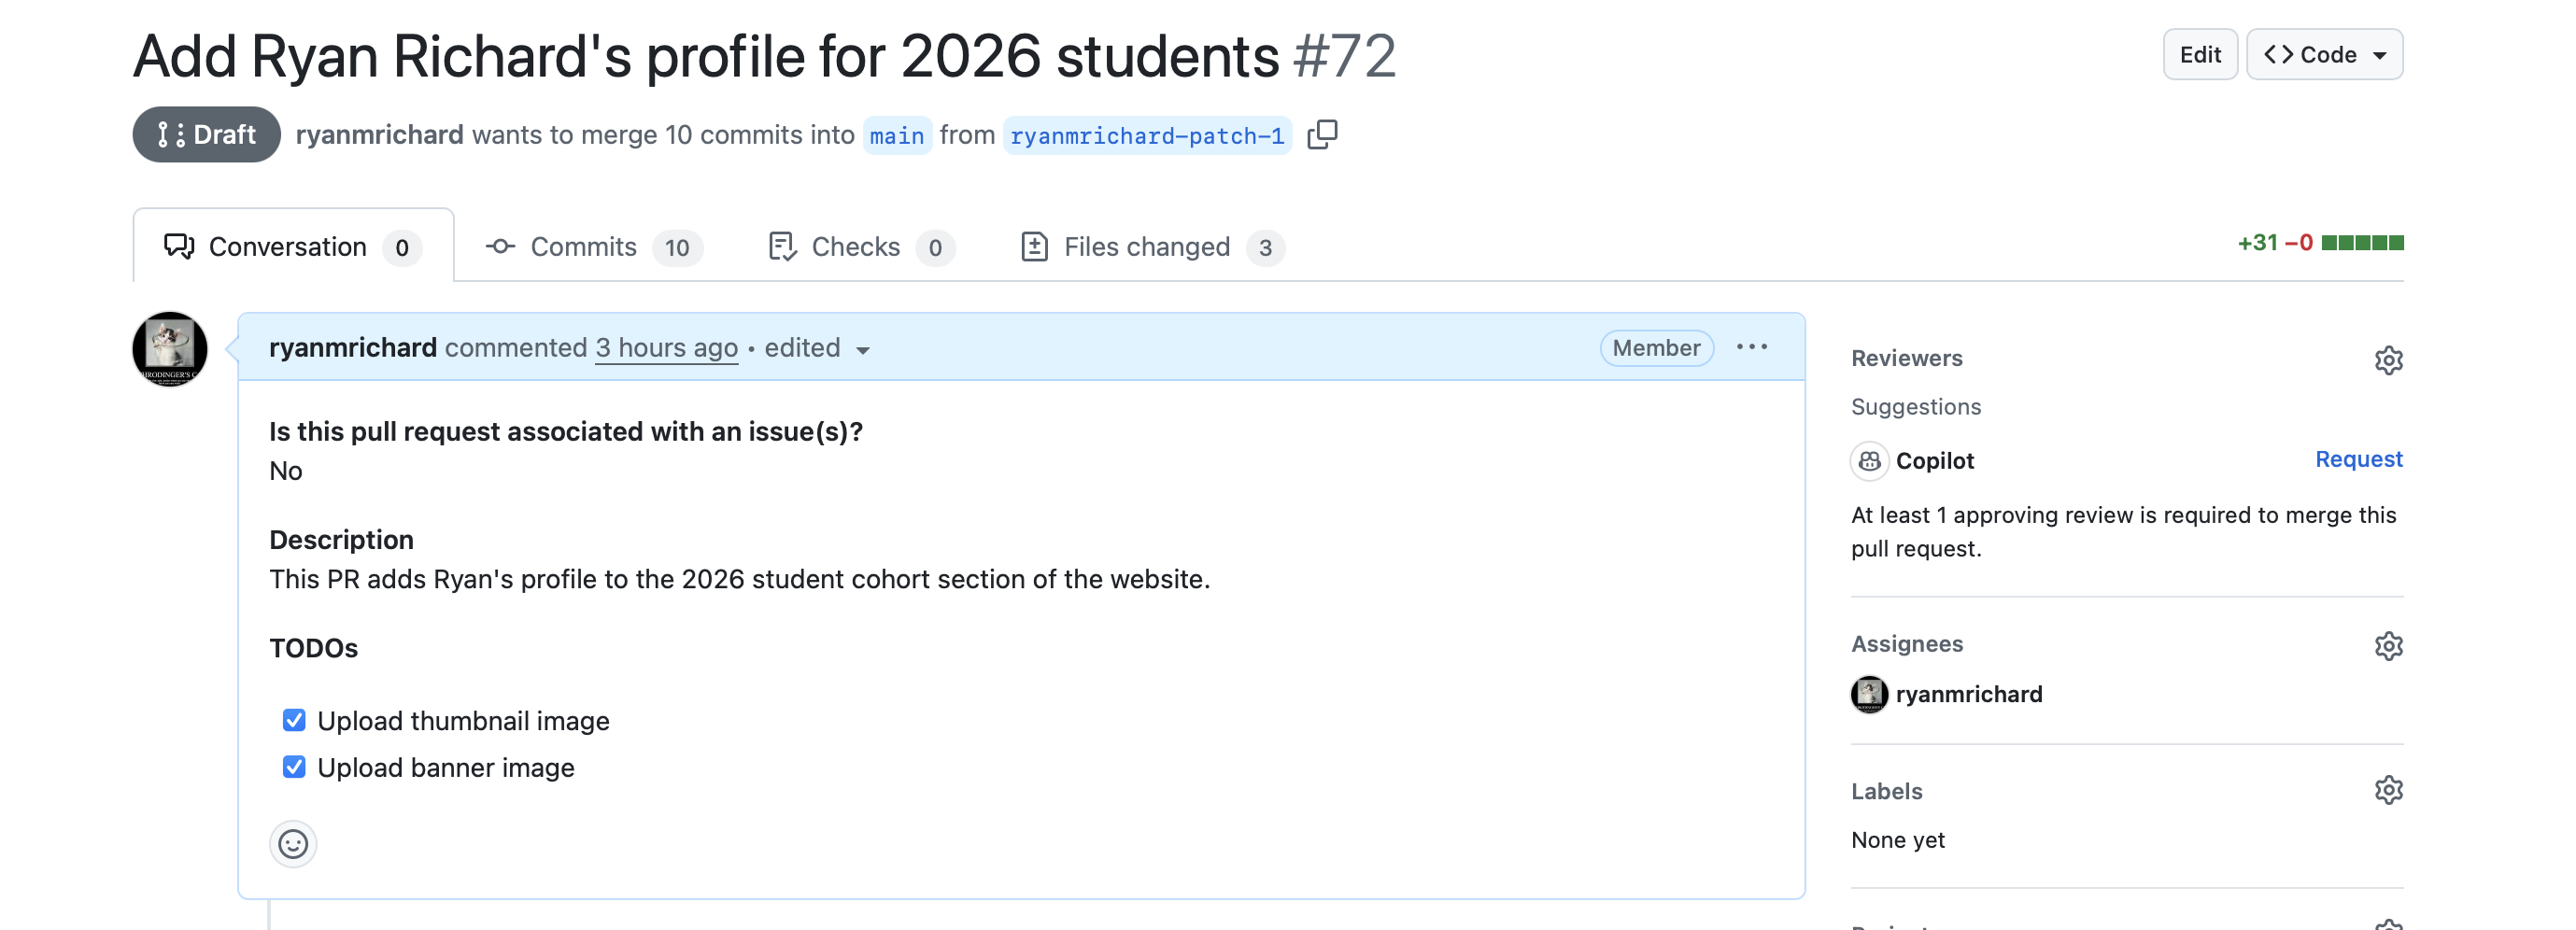 Add Ryan Richard's profile for 2026 students #72
Edit
<> Code
Draft
ryanmrichard wants to merge 10 commits into main from ryanmrichard-patch-1
Conversation 0
Commits 10
Checks 0
Files changed 3
+31 −0
ryanmrichard commented 3 hours ago • edited
Member
Is this pull request associated with an issue(s)?
No
Description
This PR adds Ryan's profile to the 2026 student cohort section of the website.
TODOs
Upload thumbnail image
Upload banner image
Reviewers
Suggestions
Copilot
Request
At least 1 approving review is required to merge this
pull request.
Assignees
ryanmrichard
Labels
None yet